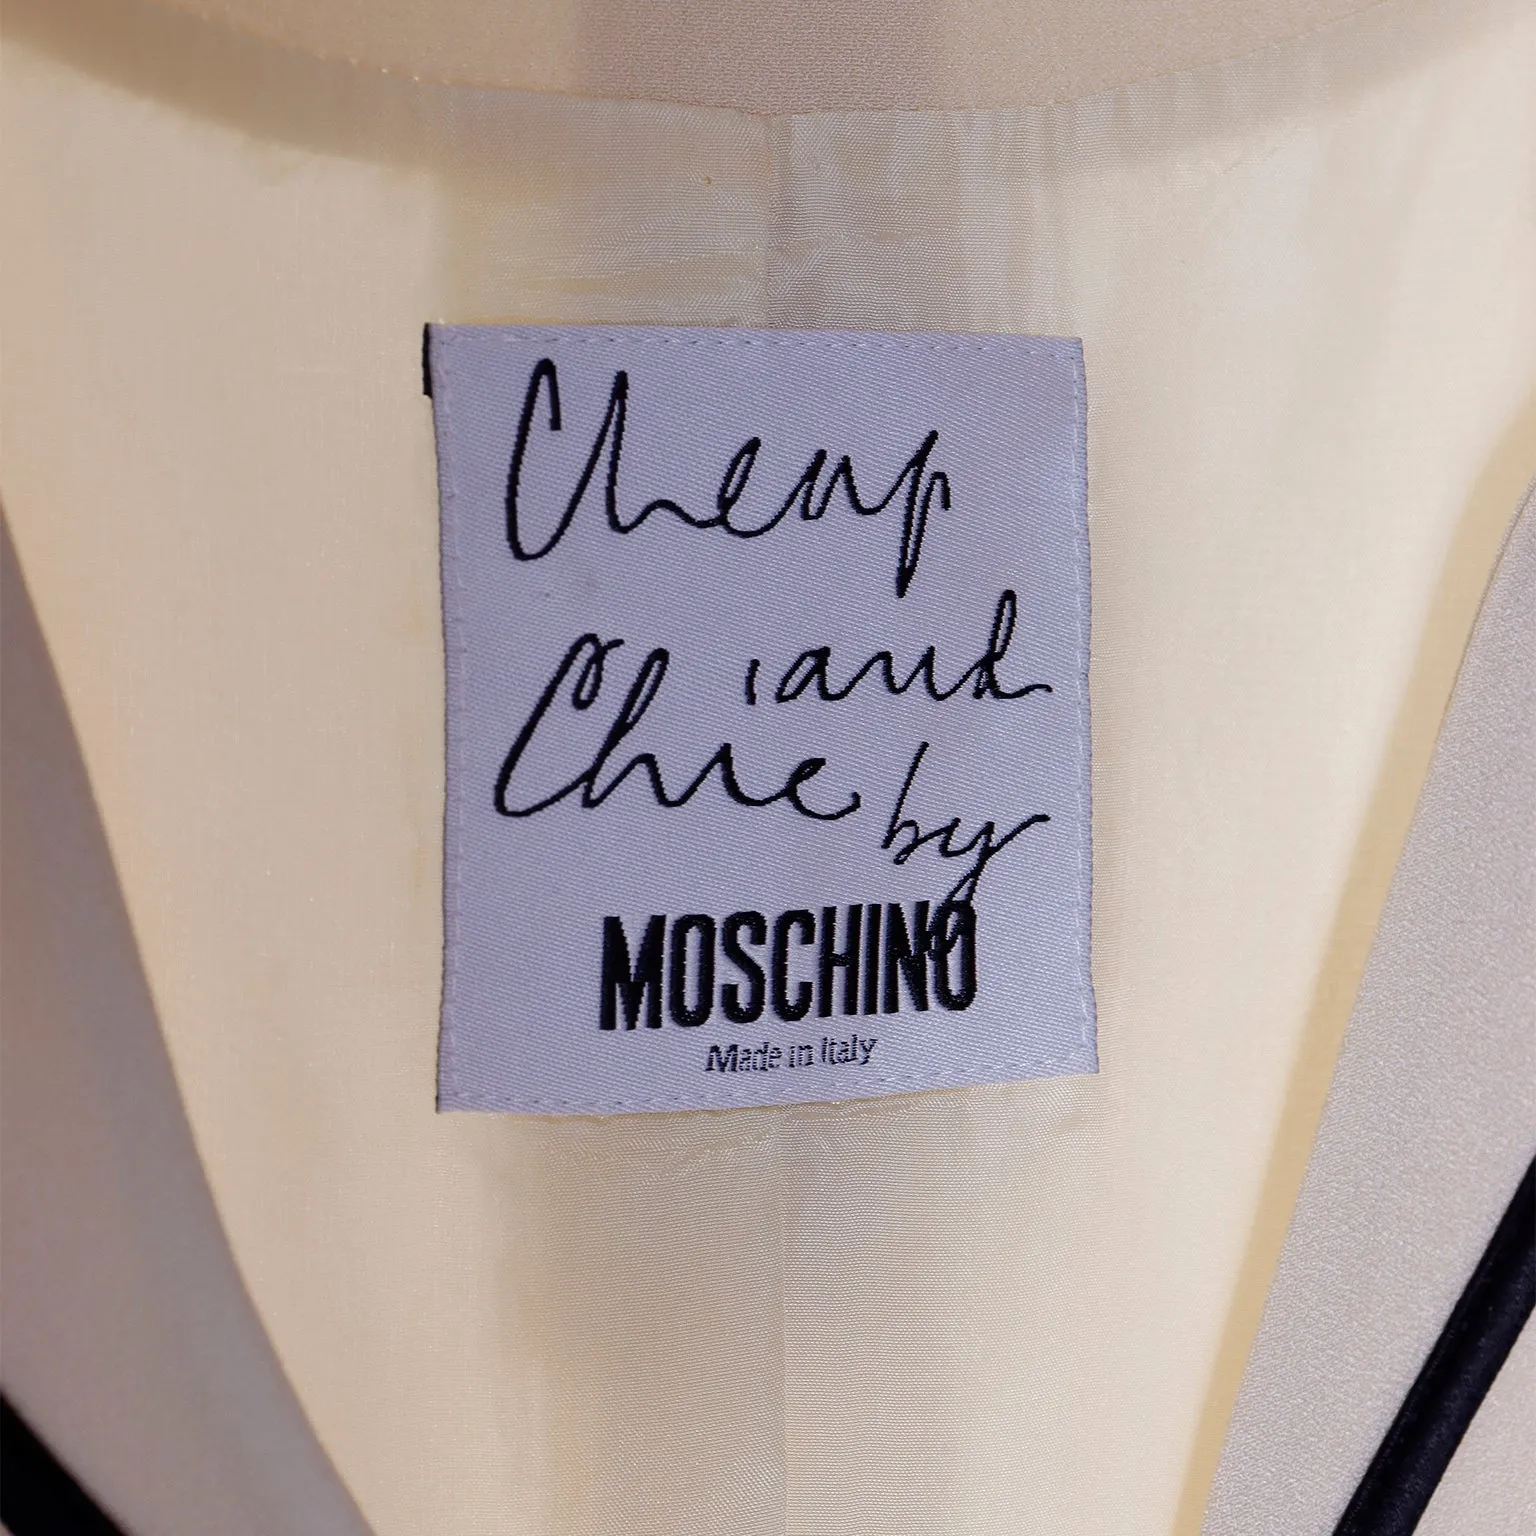 Cheap
and
Chic by
MOSCHINO
Made in Italy